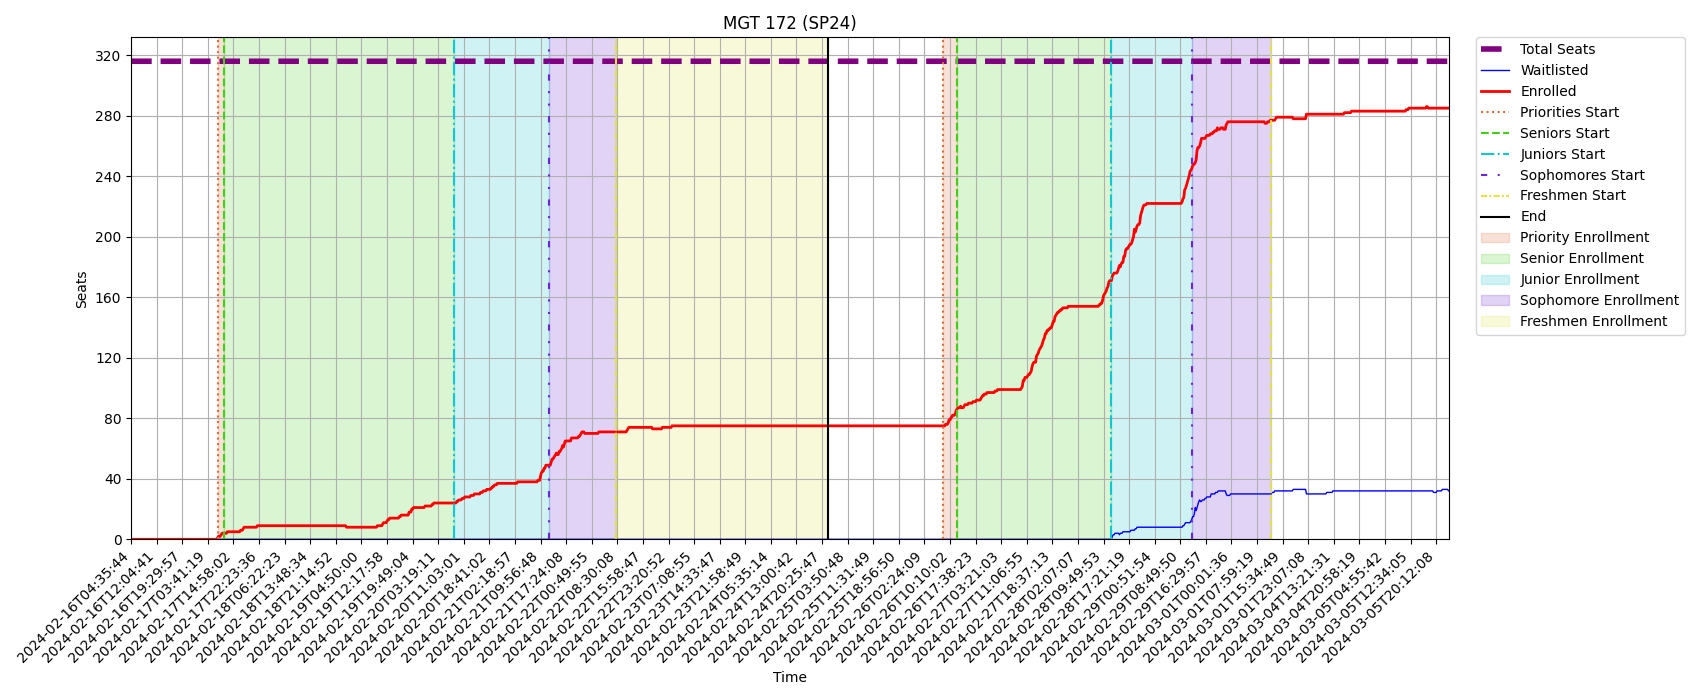 MGT 172 (SP24)
Seats
320
280
240
200
160
120
80
40
0
2024-02-16T04:35:44
2024-02-16T12:04:41
2024-02-16T19:29:57
2024-02-17T03:41:19
2024-02-17T14:58:02
2024-02-17T22:23:36
2024-02-18T06:22:23
2024-02-18T13:48:34
2024-02-18T21:14:52
2024-02-19T04:50:00
2024-02-19T12:17:58
2024-02-19T19:49:04
2024-02-20T03:19:11
2024-02-20T11:03:01
2024-02-20T18:41:02
2024-02-21T02:18:57
2024-02-21T09:56:48
2024-02-21T17:24:08
2024-02-22T00:49:55
2024-02-22T08:30:08
2024-02-22T15:58:47
2024-02-22T23:20:52
2024-02-23T07:08:55
2024-02-23T14:33:47
2024-02-23T21:58:49
2024-02-24T05:35:14
2024-02-24T13:00:42
2024-02-24T20:25:47
2024-02-25T03:50:48
2024-02-25T11:31:49
2024-02-25T18:56:50
2024-02-26T02:24:09
2024-02-26T10:10:02
2024-02-26T17:38:23
2024-02-27T03:21:03
2024-02-27T11:06:55
2024-02-27T18:37:13
2024-02-28T02:07:07
2024-02-28T09:49:53
2024-02-28T17:21:19
2024-02-29T00:51:54
2024-02-29T08:49:50
2024-02-29T16:29:57
2024-03-01T00:01:36
2024-03-01T07:59:19
2024-03-01T15:34:49
2024-03-01T23:07:08
2024-03-04T13:21:31
2024-03-04T20:58:19
2024-03-05T04:55:42
2024-03-05T12:34:05
2024-03-05T20:12:08
Time
Total Seats
Waitlisted
Enrolled
Priorities Start
Seniors Start
Juniors Start
Sophomores Start
Freshmen Start
End
Priority Enrollment
Senior Enrollment
Junior Enrollment
Sophomore Enrollment
Freshmen Enrollment